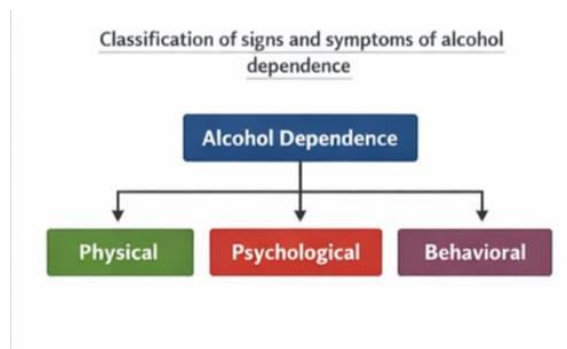 Classification of signs and symptoms of alcohol
dependence
Alcohol Dependence
Physical
Psychological
Behavioral